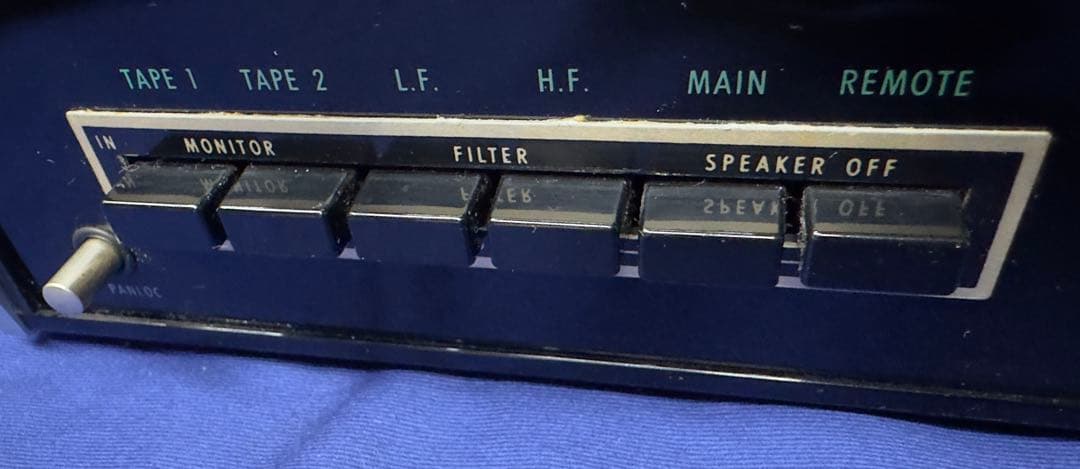 TAPE 1 TAPE 2 L.F. H.F. MAIN REMOTE
IN MONITOR FILTER SPEAKER OFF
PANLOC